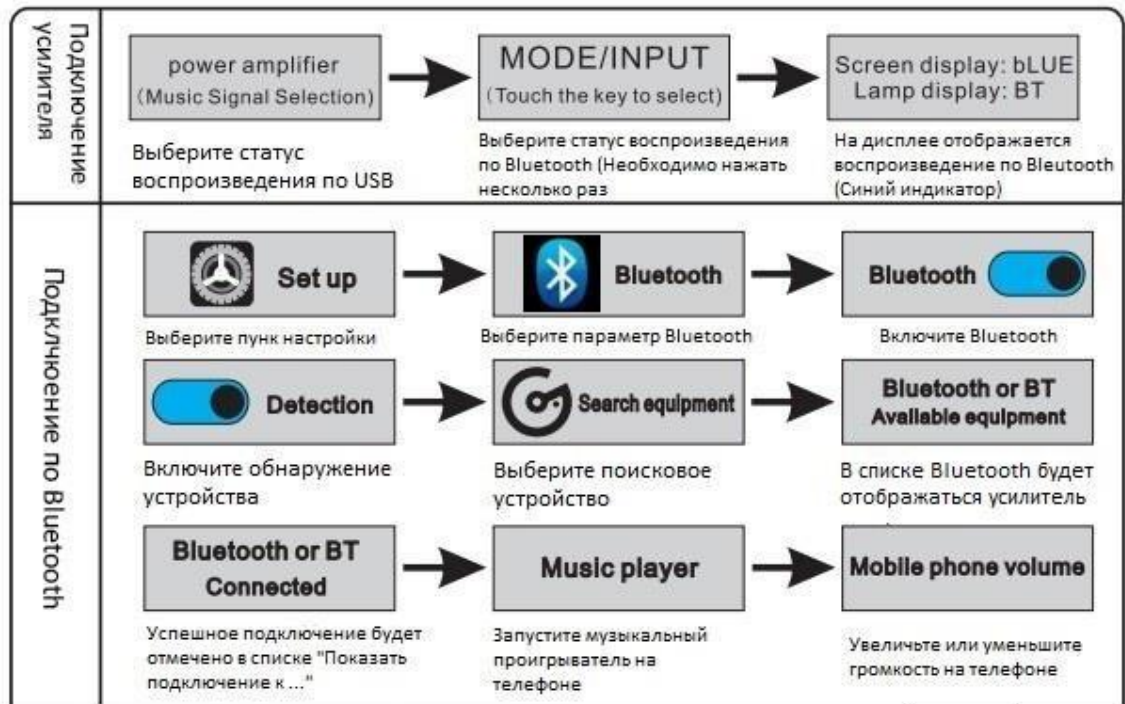 Подключение
усилителя
power amplifier
(Music Signal Selection)
Выберите статус
воспроизведения по USB
MODE/INPUT
(Touch the key to select)
Выберите статус воспроизведения
по Bluetooth (Необходимо нажать
несколько раз
Screen display: bLUE
Lamp display: BT
На дисплее отображается
воспроизведение по Bleutooth
(Синий индикатор)
Подклчюение по Bluetooth
Set up
Выберите пунк настройки
Bluetooth
Выберите параметр Bluetooth
Bluetooth
Включите Bluetooth
Detection
Включите обнаружение
устройства
Search equipment
Выберите поисковое
устройство
Bluetooth or BT
Available equipment
В списке Bluetooth будет
отображаться усилитель
Bluetooth or BT
Connected
Успешное подключение будет
отмечено в списке "Показать
подключение к ..."
Music player
Запустите музыкальный
проигрыватель на
телефоне
Mobile phone volume
Увеличьте или уменьшите
громкость на телефоне